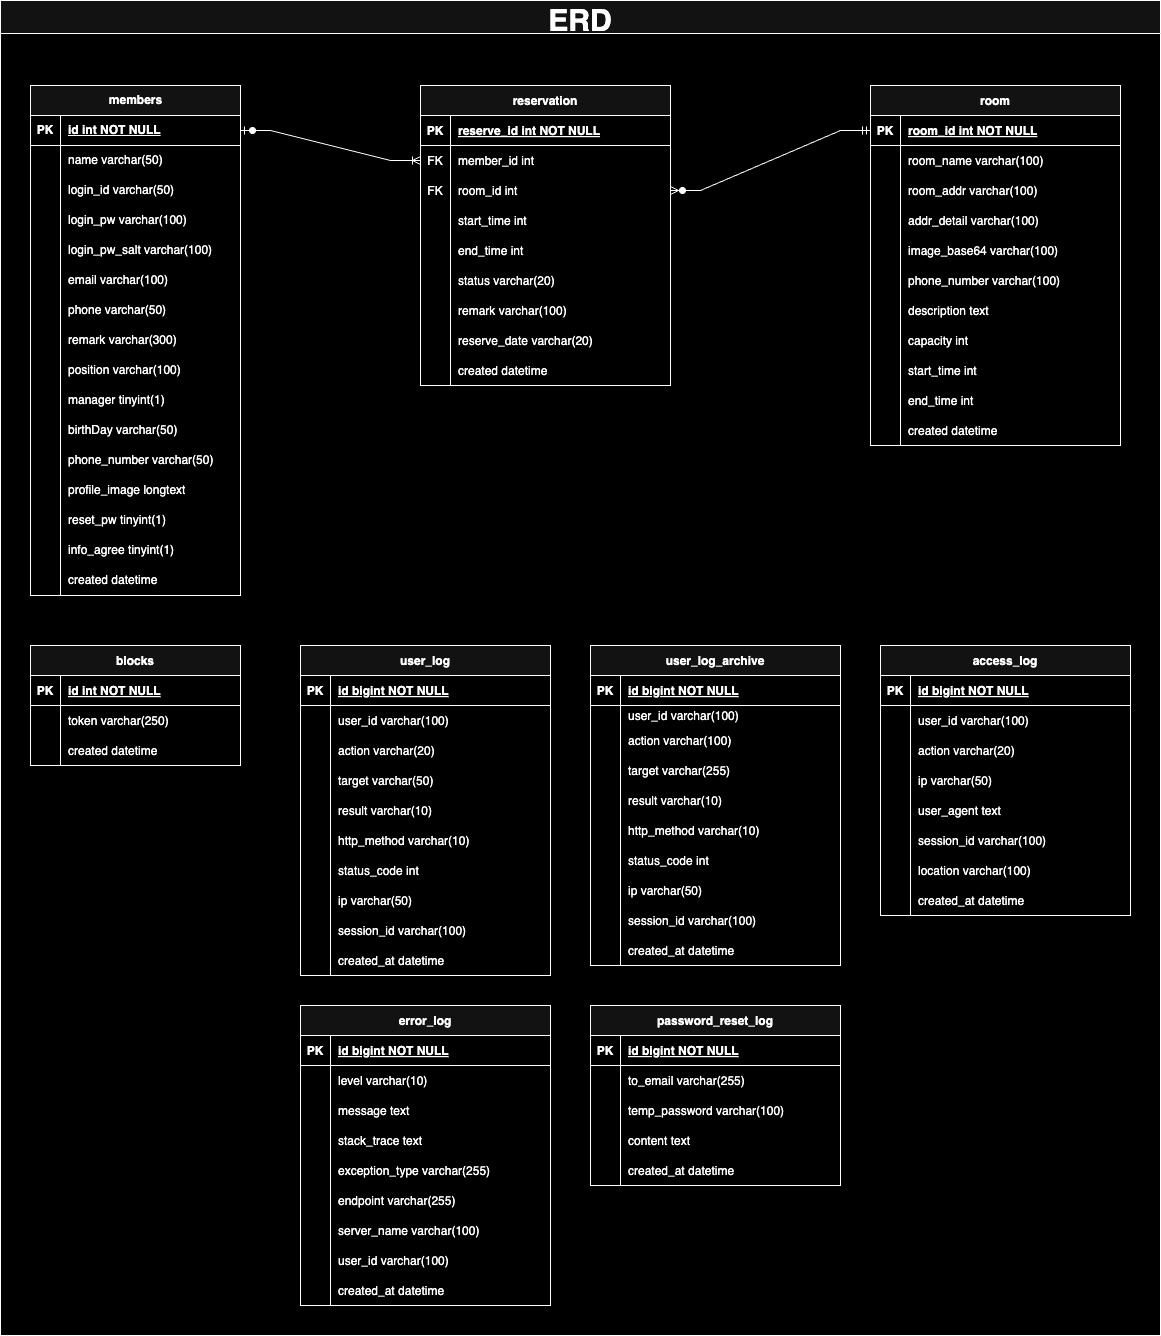 ERD
members
PK id int NOT NULL
name varchar(50)
login_id varchar(50)
login_pw varchar(100)
login_pw_salt varchar(100)
email varchar(100)
phone varchar(50)
remark varchar(300)
position varchar(100)
manager tinyint(1)
birthDay varchar(50)
phone_number varchar(50)
profile_image longtext
reset_pw tinyint(1)
info_agree tinyint(1)
created datetime
reservation
PK reserve_id int NOT NULL
FK member_id int
FK room_id int
start_time int
end_time int
status varchar(20)
remark varchar(100)
reserve_date varchar(20)
created datetime
room
PK room_id int NOT NULL
room_name varchar(100)
room_addr varchar(100)
addr_detail varchar(100)
image_base64 varchar(100)
phone_number varchar(100)
description text
capacity int
start_time int
end_time int
created datetime
blocks
PK id int NOT NULL
token varchar(250)
created datetime
user_log
PK id bigint NOT NULL
user_id varchar(100)
action varchar(20)
target varchar(50)
result varchar(10)
http_method varchar(10)
status_code int
ip varchar(50)
session_id varchar(100)
created_at datetime
user_log_archive
PK id bigint NOT NULL
user_id varchar(100)
action varchar(100)
target varchar(255)
result varchar(10)
http_method varchar(10)
status_code int
ip varchar(50)
session_id varchar(100)
created_at datetime
access_log
PK id bigint NOT NULL
user_id varchar(100)
action varchar(20)
ip varchar(50)
user_agent text
session_id varchar(100)
location varchar(100)
created_at datetime
error_log
PK id bigint NOT NULL
level varchar(10)
message text
stack_trace text
exception_type varchar(255)
endpoint varchar(255)
server_name varchar(100)
user_id varchar(100)
created_at datetime
password_reset_log
PK id bigint NOT NULL
to_email varchar(255)
temp_password varchar(100)
content text
created_at datetime